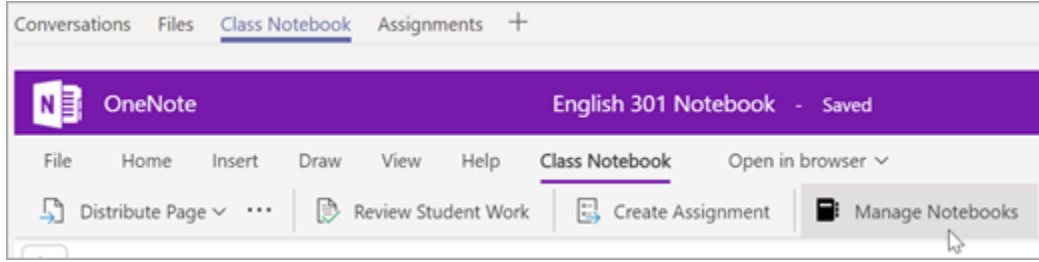 Conversations Files Class Notebook Assignments +
N OneNote English 301 Notebook - Saved
File Home Insert Draw View Help Class Notebook Open in browser
Distribute Page ··· Review Student Work Create Assignment Manage Notebooks